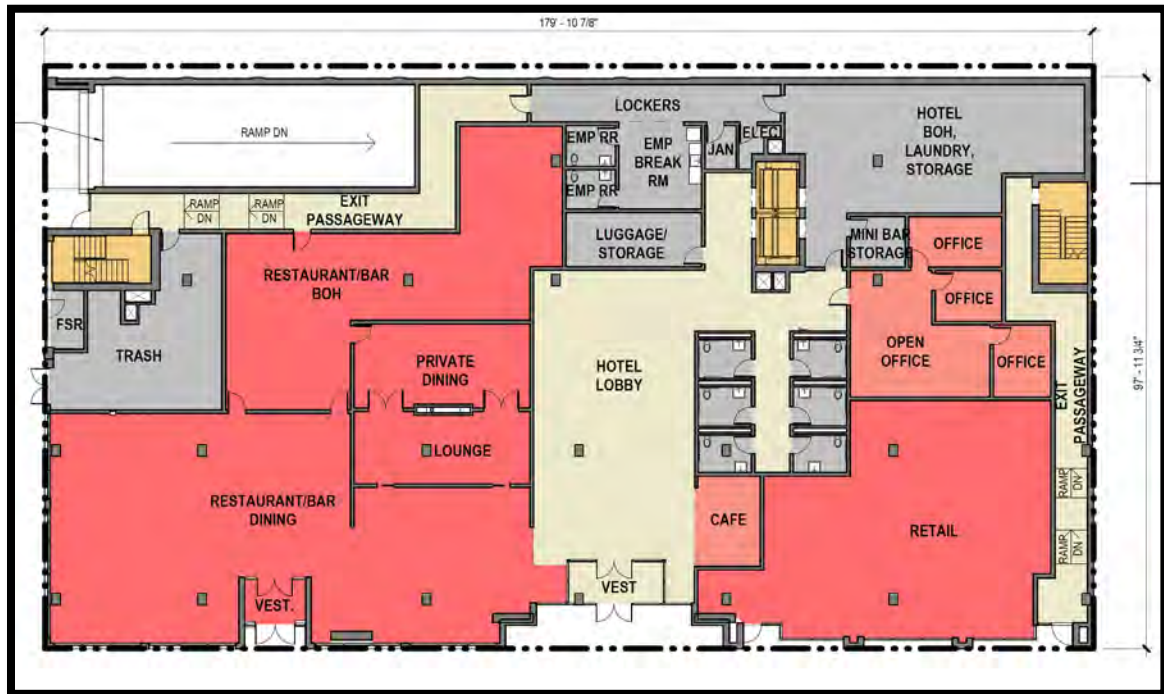 179' - 10 7/8"
LOCKERS
RAMP DN
HOTEL
BOH,
LAUNDRY,
STORAGE
EMP RR
EMP
BREAK
RM
JAN
ELEC
EMP RR
RAMP
DN
RAMP
DN
EXIT
PASSAGEWAY
LUGGAGE/
STORAGE
MINI BAR
STORAGE
OFFICE
RESTAURANT/BAR
BOH
OFFICE
FSR
TRASH
PRIVATE
DINING
HOTEL
LOBBY
OPEN
OFFICE
OFFICE
97' - 11 3/4"
EXIT
PASSAGEWAY
LOUNGE
RESTAURANT/BAR
DINING
CAFE
RETAIL
RAMP
DN
RAMP
DN
VEST.
VEST